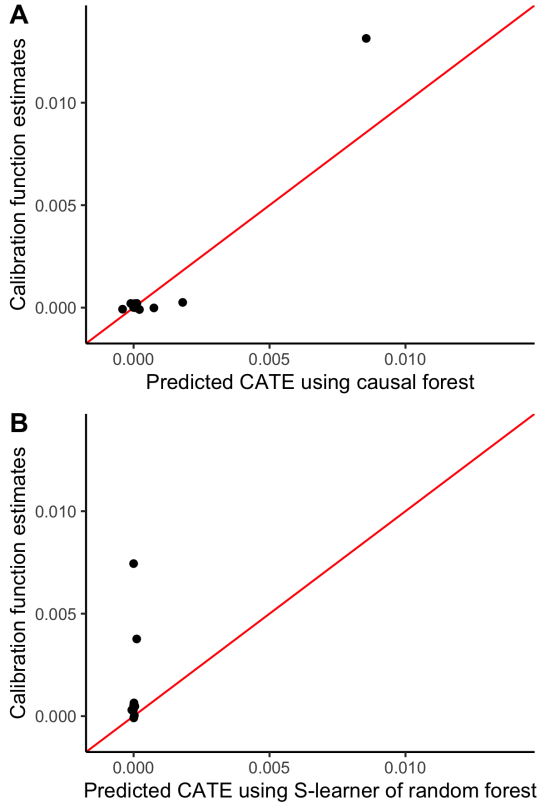 A
Calibration function estimates
0.010
0.005
0.000
0.000 0.005 0.010
Predicted CATE using causal forest
B
Calibration function estimates
0.010
0.005
0.000
0.000 0.005 0.010
Predicted CATE using S-learner of random forest